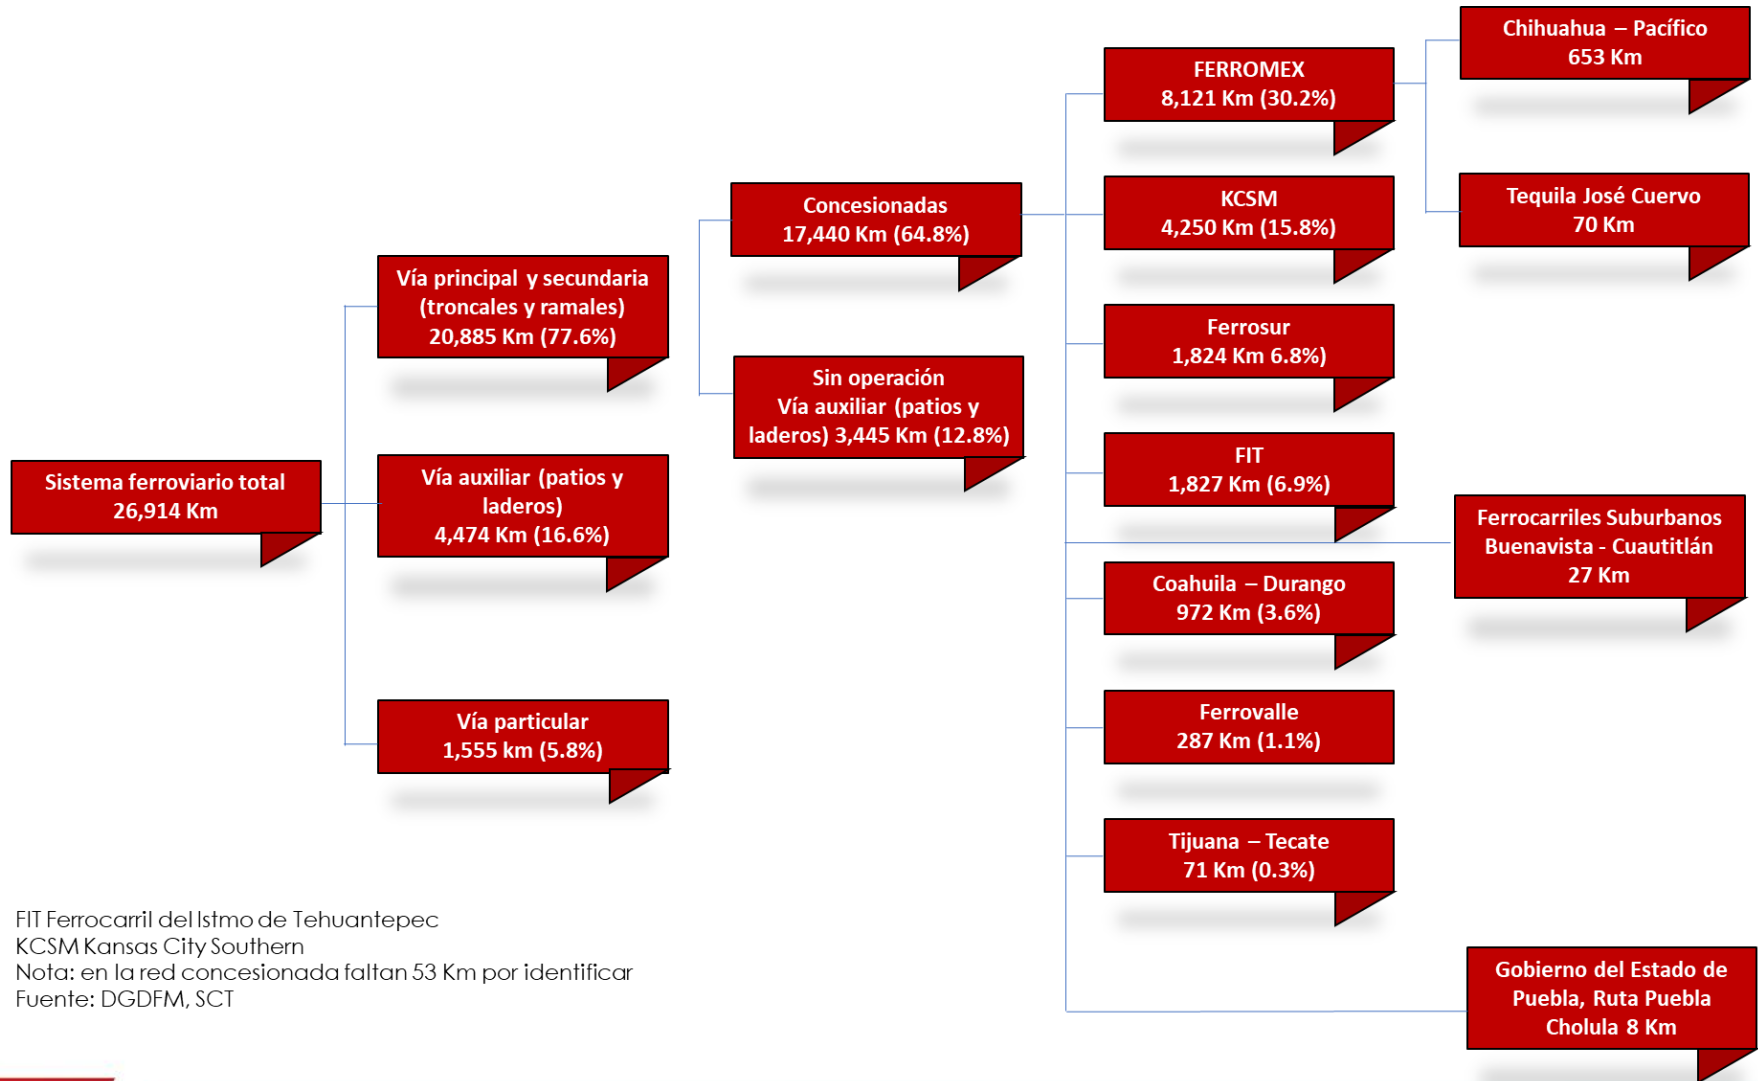 Sistema ferroviario total
26,914 Km
Vía principal y secundaria
(troncales y ramales)
20,885 Km (77.6%)
Vía auxiliar (patios y
laderos)
4,474 Km (16.6%)
Vía particular
1,555 km (5.8%)
Concesionadas
17,440 Km (64.8%)
Sin operación
Vía auxiliar (patios y
laderos) 3,445 Km (12.8%)
FERROMEX
8,121 Km (30.2%)
KCSM
4,250 Km (15.8%)
Ferrosur
1,824 Km 6.8%)
FIT
1,827 Km (6.9%)
Coahuila – Durango
972 Km (3.6%)
Ferrovalle
287 Km (1.1%)
Tijuana – Tecate
71 Km (0.3%)
Chihuahua – Pacífico
653 Km
Tequila José Cuervo
70 Km
Ferrocarriles Suburbanos
Buenavista - Cuautitlán
27 Km
Gobierno del Estado de
Puebla, Ruta Puebla
Cholula 8 Km
FIT Ferrocarril del Istmo de Tehuantepec
KCSM Kansas City Southern
Nota: en la red concesionada faltan 53 Km por identificar
Fuente: DGDFM, SCT